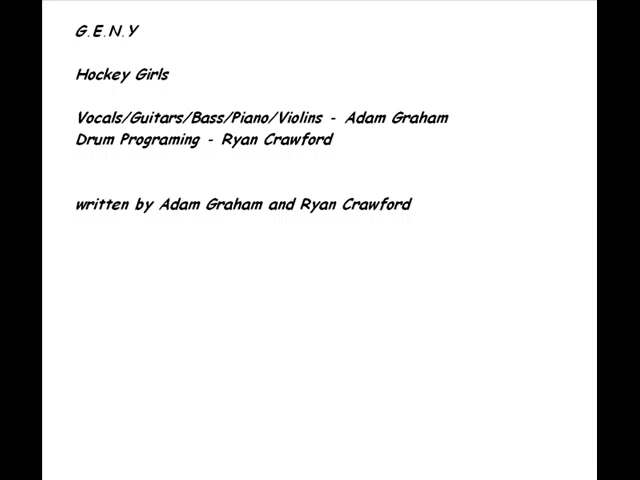 G.E.N.Y
Hockey Girls
Vocals/Guitars/Bass/Piano/Violins - Adam Graham
Drum Programing - Ryan Crawford
written by Adam Graham and Ryan Crawford